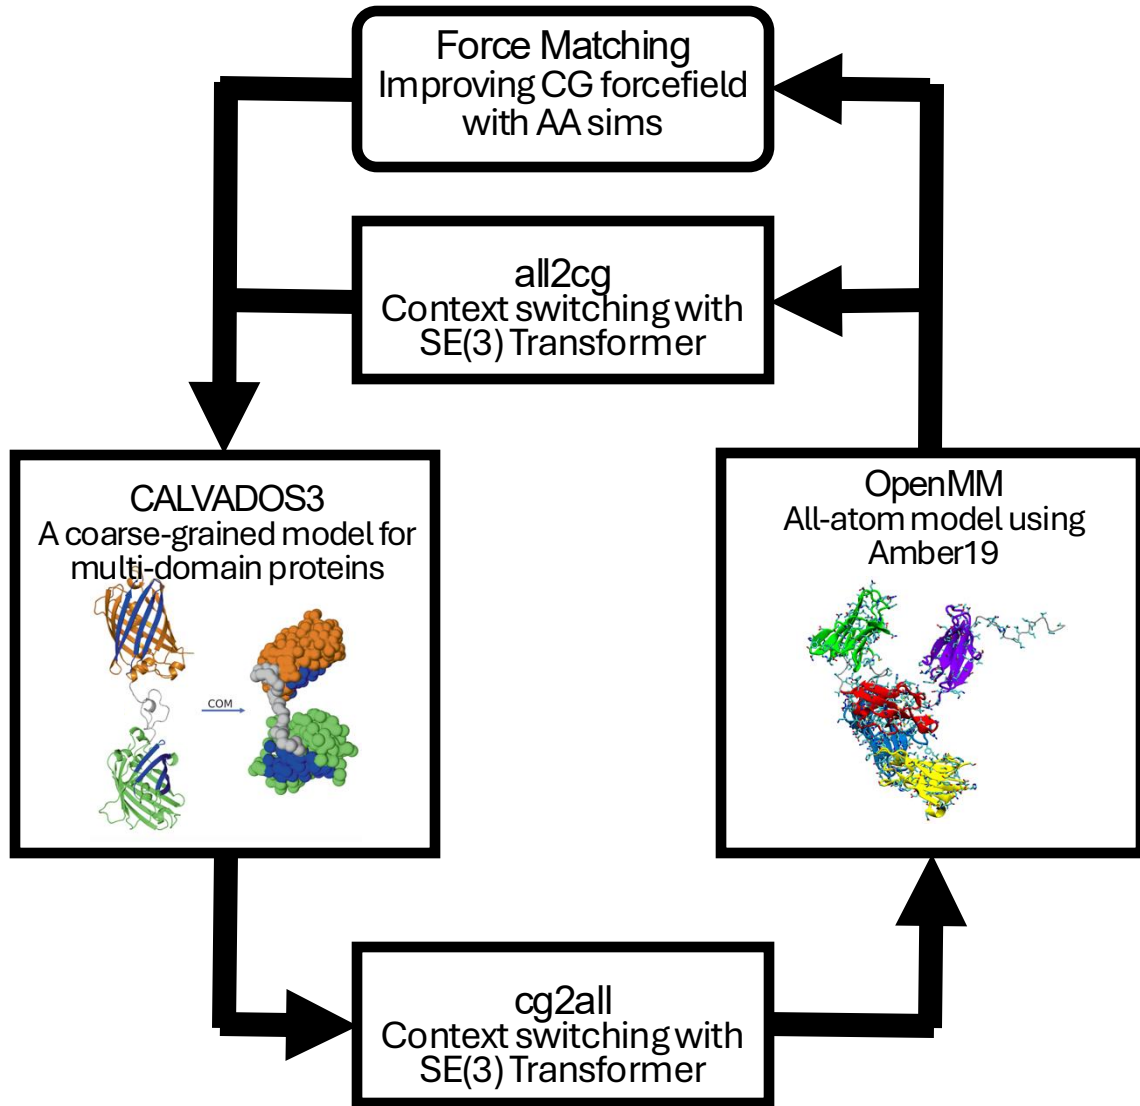 Force Matching
Improving CG forcefield
with AA sims
all2cg
Context switching with
SE(3) Transformer
CALVADOS3
A coarse-grained model for
multi-domain proteins
COM
OpenMM
All-atom model using
Amber19
cg2all
Context switching with
SE(3) Transformer